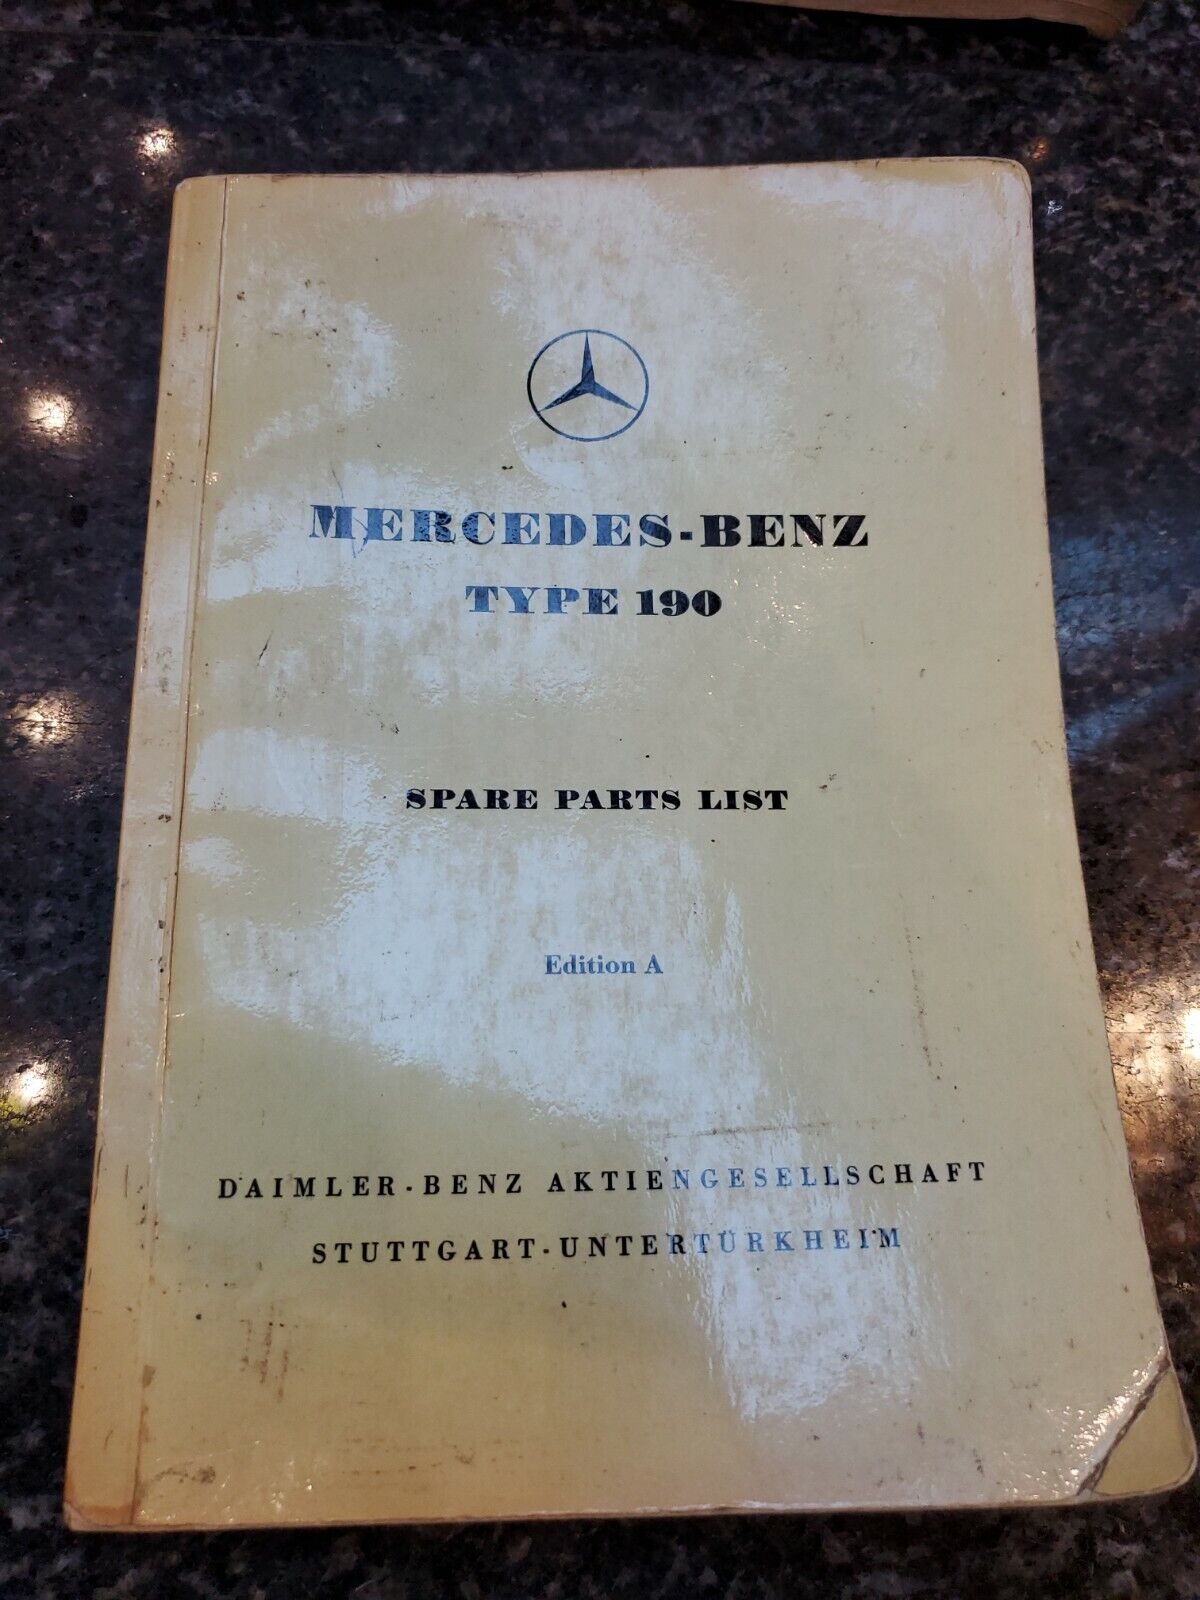 MERCEDES-BENZ
TYPE 190
SPARE PARTS LIST
Edition A
DAIMLER-BENZ AKTIENGESELLSCHAFT
STUTTGART-UNTERTÜRKHEIM